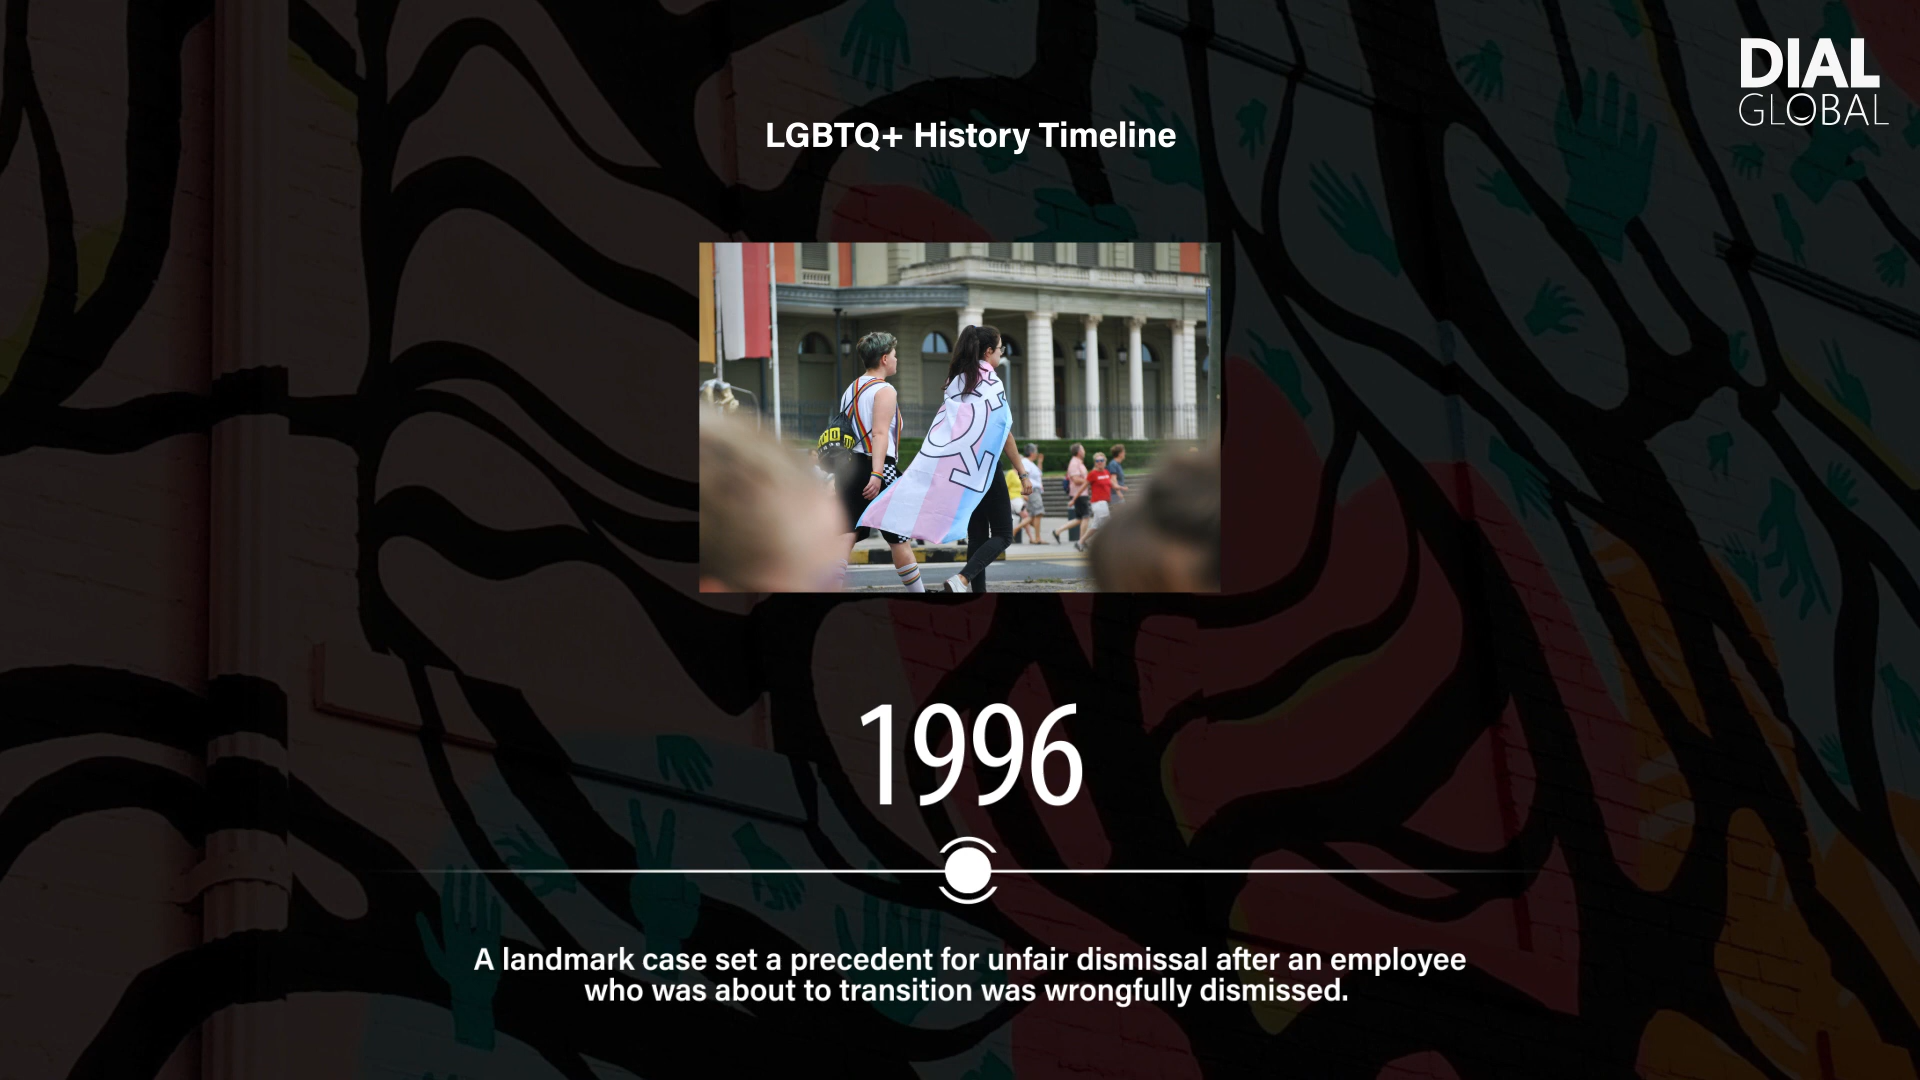 DIAL
GLOBAL
LGBTQ+ History Timeline
1996
A landmark case set a precedent for unfair dismissal after an employee
who was about to transition was wrongfully dismissed.